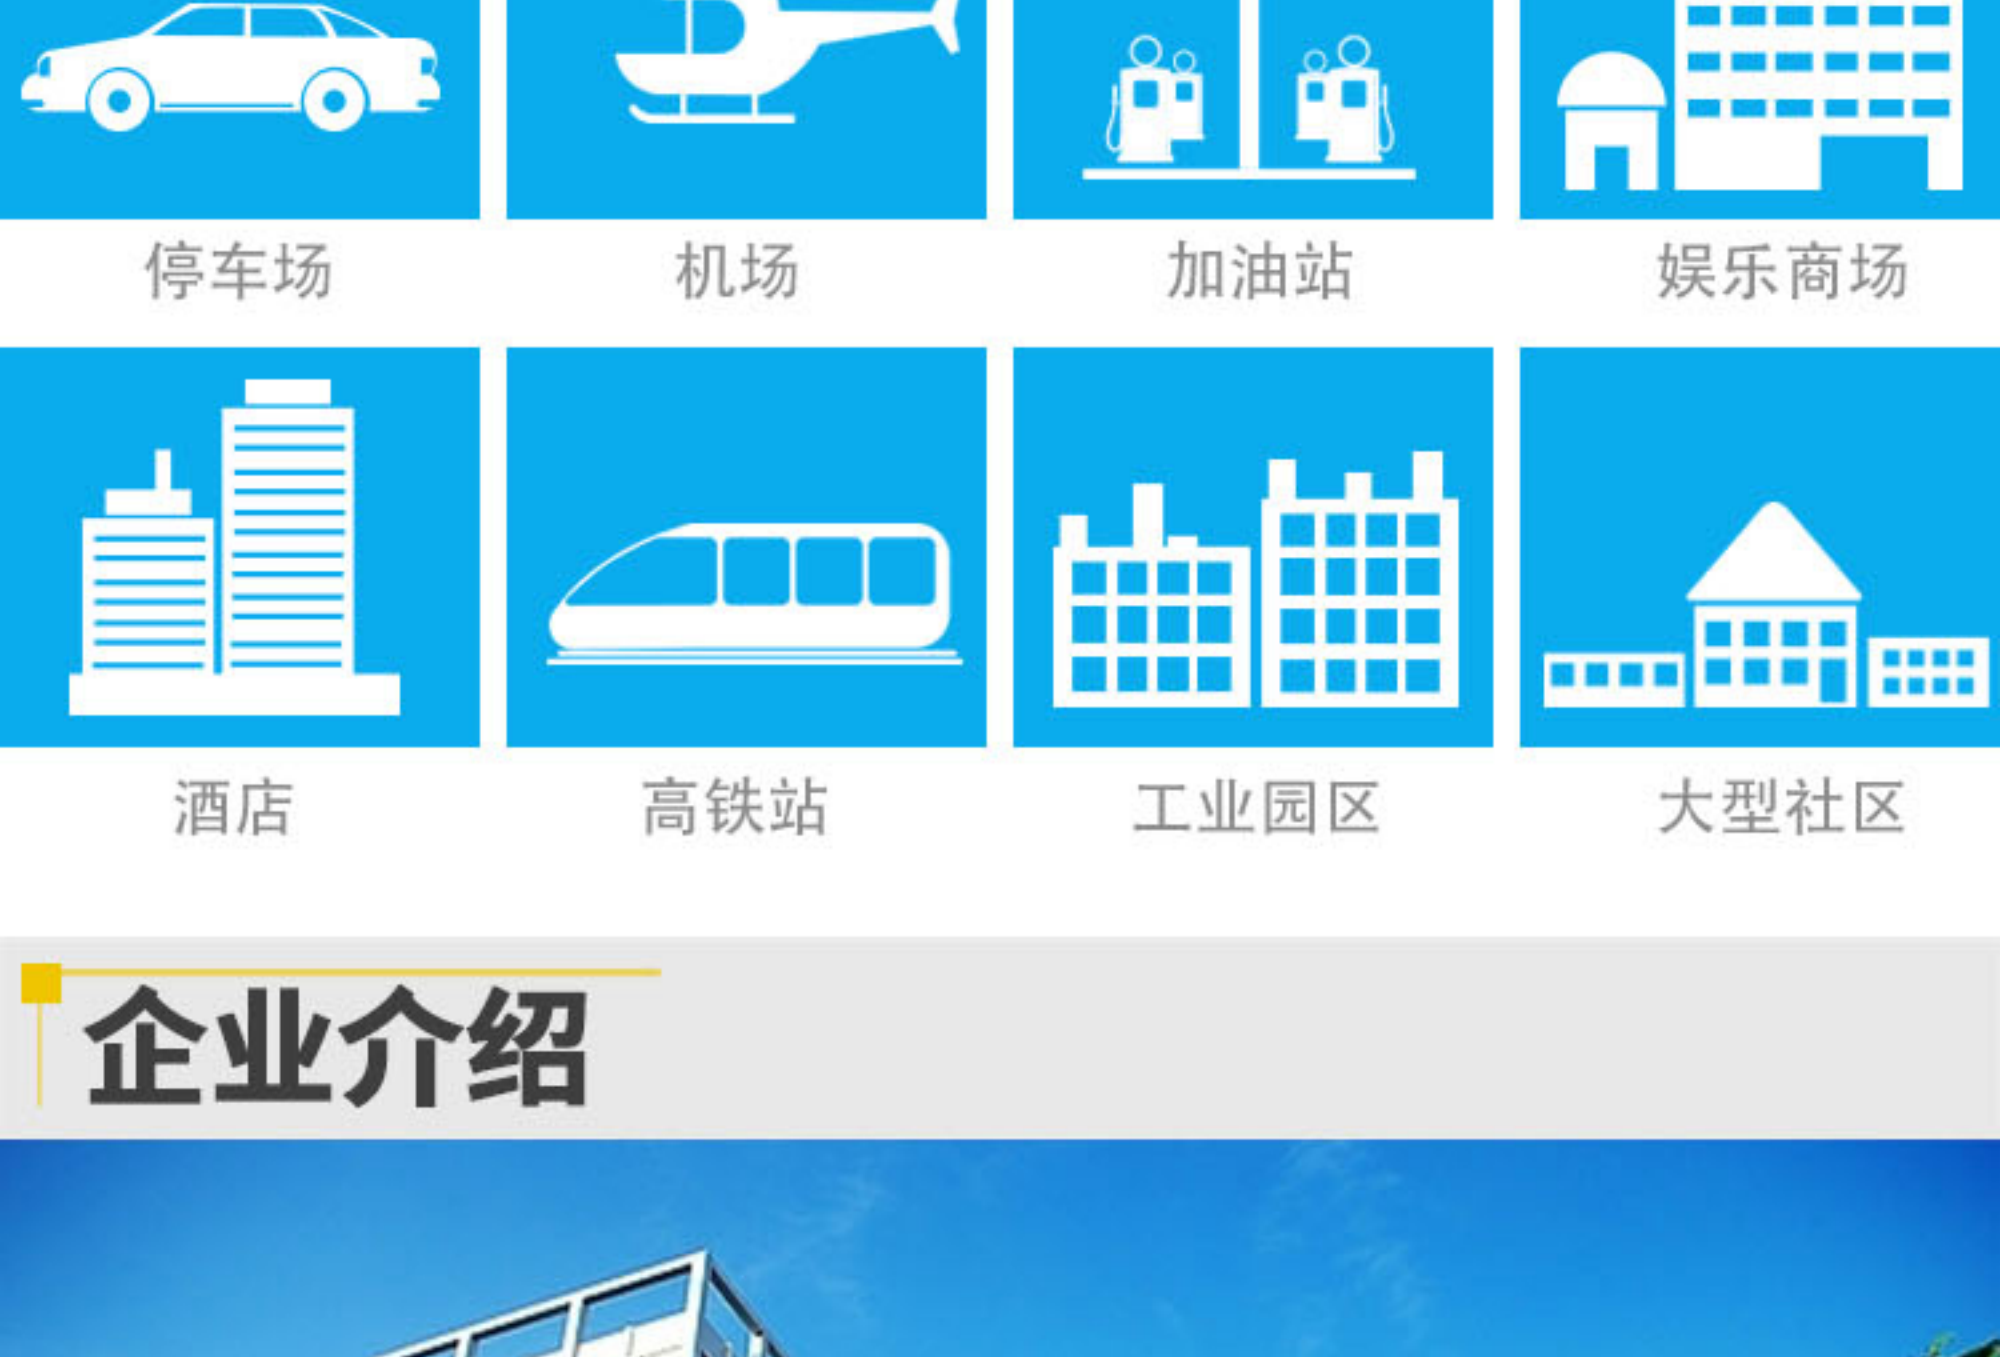 停车场
机场
加油站
娱乐商场
酒店
高铁站
工业园区
大型社区
企业介绍